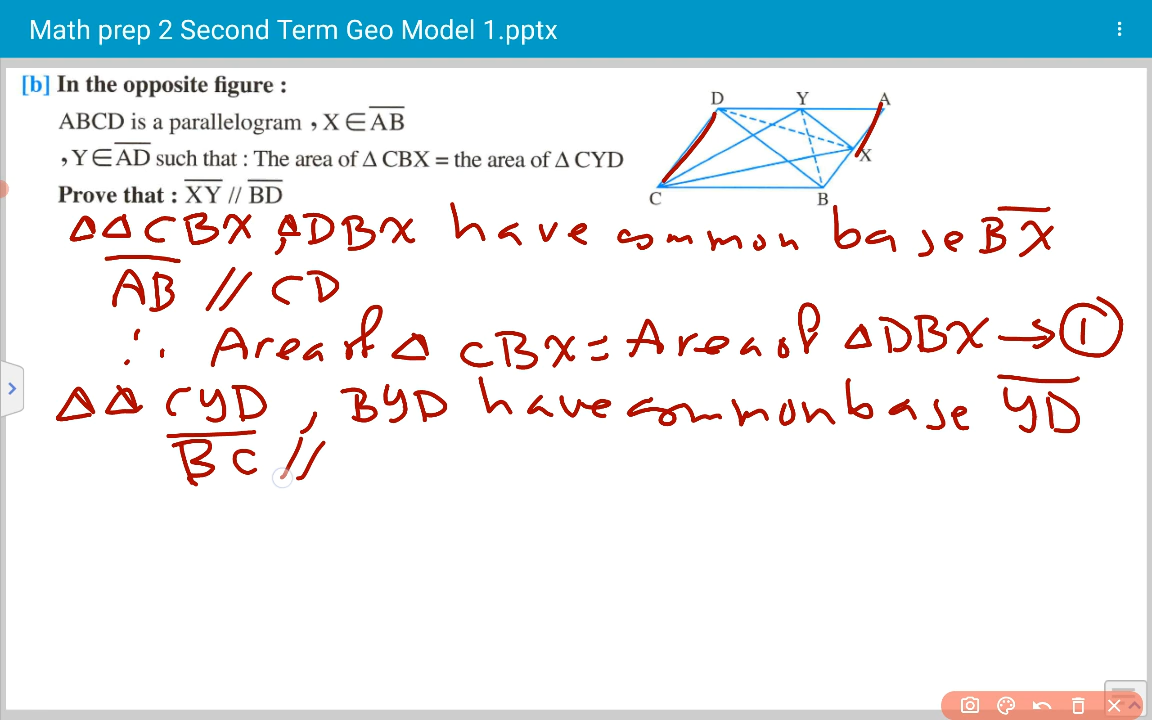 Math prep 2 Second Term Geo Model 1.pptx
[b] In the opposite figure :
ABCD is a parallelogram , X ∈ AB
, Y ∈ AD such that : The area of Δ CBX = the area of Δ CYD
Prove that : XY // BD
D Y A
X
C B
ΔΔ CBX , ΔDBX have common base BX
AB // CD
∴ Area of Δ CBX = Area of ΔDBX → 1
ΔΔ CYD , BYD have common base YD
BC //